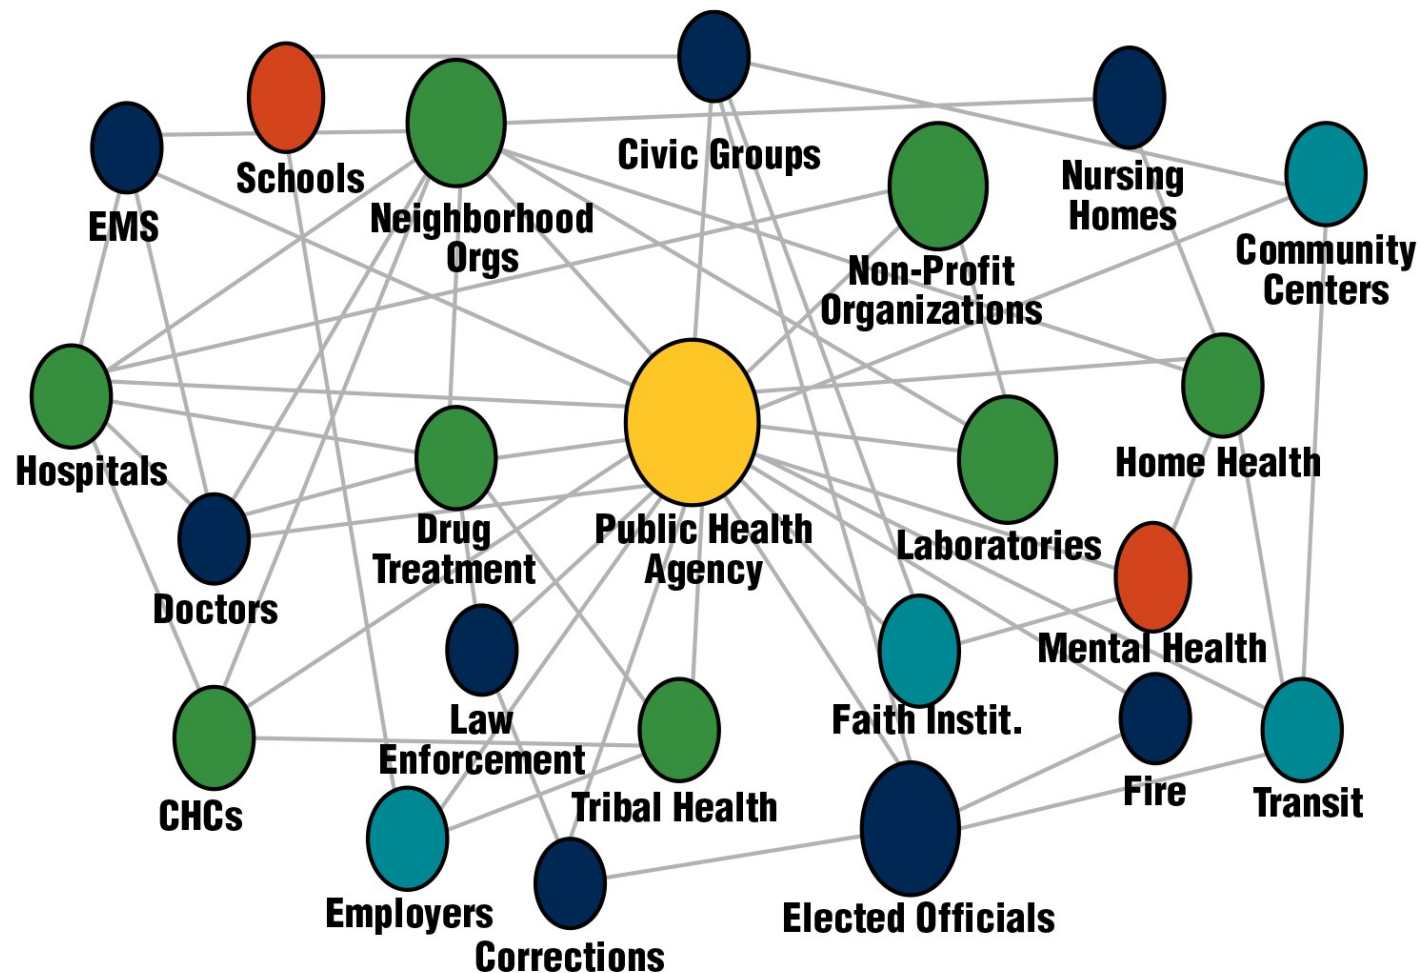 Civic Groups
Schools
Nursing
Homes
EMS
Neighborhood
Orgs
Community
Centers
Non-Profit
Organizations
Hospitals
Home Health
Drug
Treatment
Public Health
Agency
Laboratories
Doctors
Mental Health
Law
Enforcement
Faith Instit.
CHCs
Tribal Health
Fire
Transit
Employers
Elected Officials
Corrections